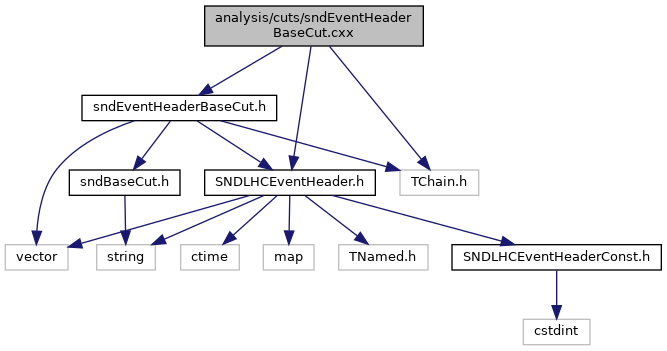 analysis/cuts/sndEventHeader
BaseCut.cxx
sndEventHeaderBaseCut.h
sndBaseCut.h
SNDLHCEventHeader.h
TChain.h
vector
string
ctime
map
TNamed.h
SNDLHCEventHeaderConst.h
cstdint